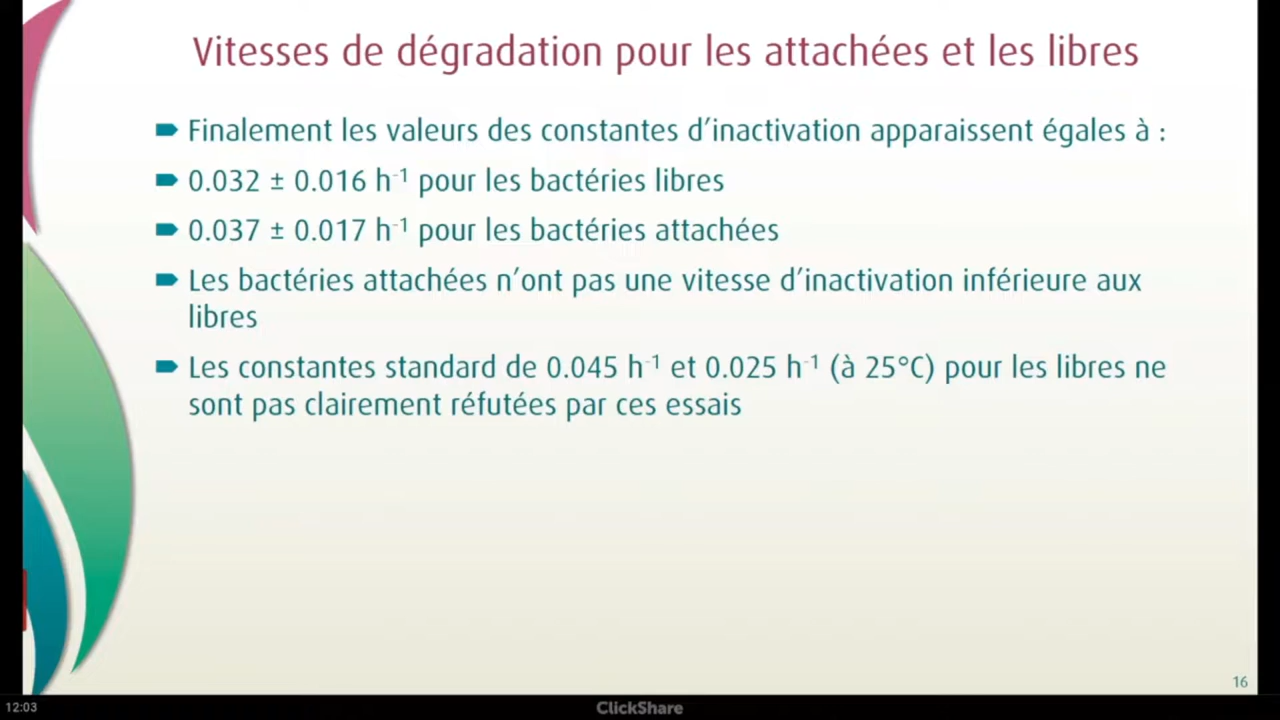 Vitesses de dégradation pour les attachées et les libres
Finalement les valeurs des constantes d’inactivation apparaissent égales à :
0.032 ± 0.016 h⁻¹ pour les bactéries libres
0.037 ± 0.017 h⁻¹ pour les bactéries attachées
Les bactéries attachées n’ont pas une vitesse d’inactivation inférieure aux
libres
Les constantes standard de 0.045 h⁻¹ et 0.025 h⁻¹ (à 25°C) pour les libres ne
sont pas clairement réfutées par ces essais
16
12:03
ClickShare